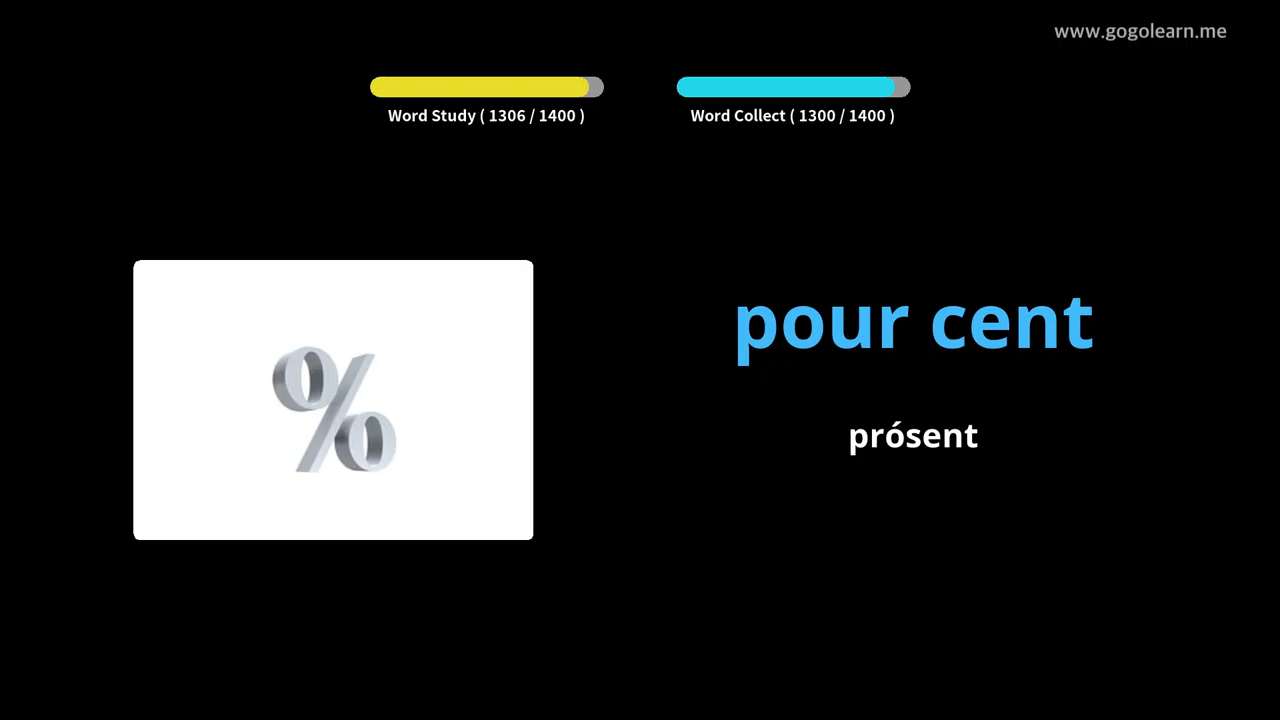 www.gogolearn.me
Word Study ( 1306 / 1400 )
Word Collect ( 1300 / 1400 )
%
pour cent
prósent